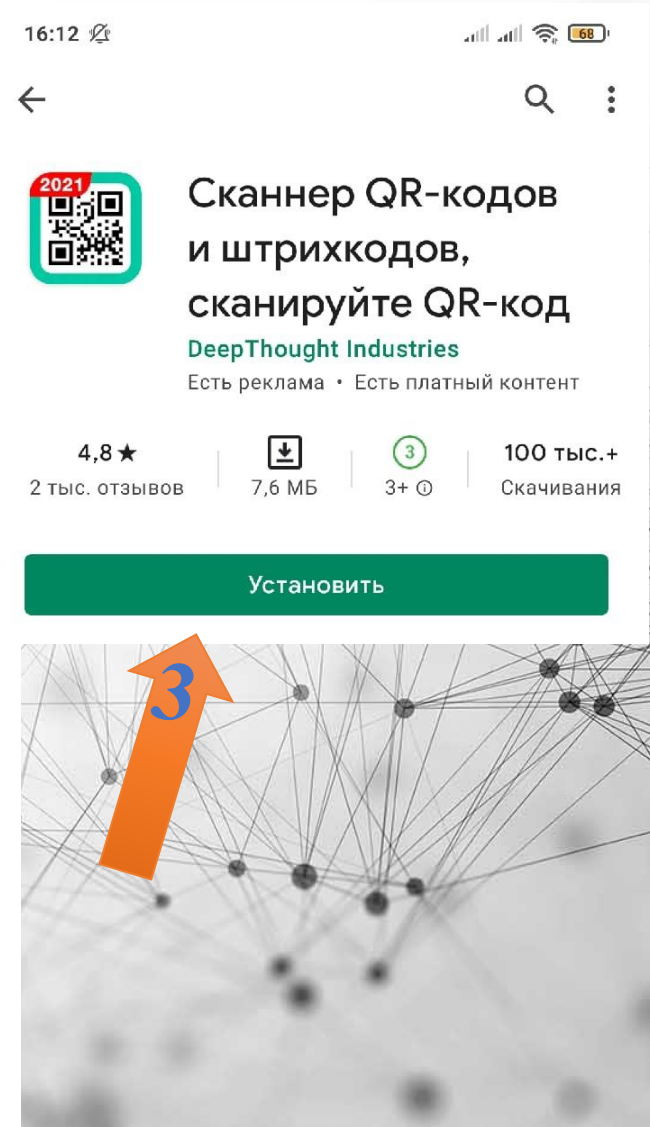 16:12
68
2021
Сканнер QR-кодов
и штрихкодов,
сканируйте QR-код
DeepThought Industries
Есть реклама • Есть платный контент
4,8★
3
100 тыс.+
2 тыс. отзывов
7,6 МБ
3+
Скачивания
Установить
3